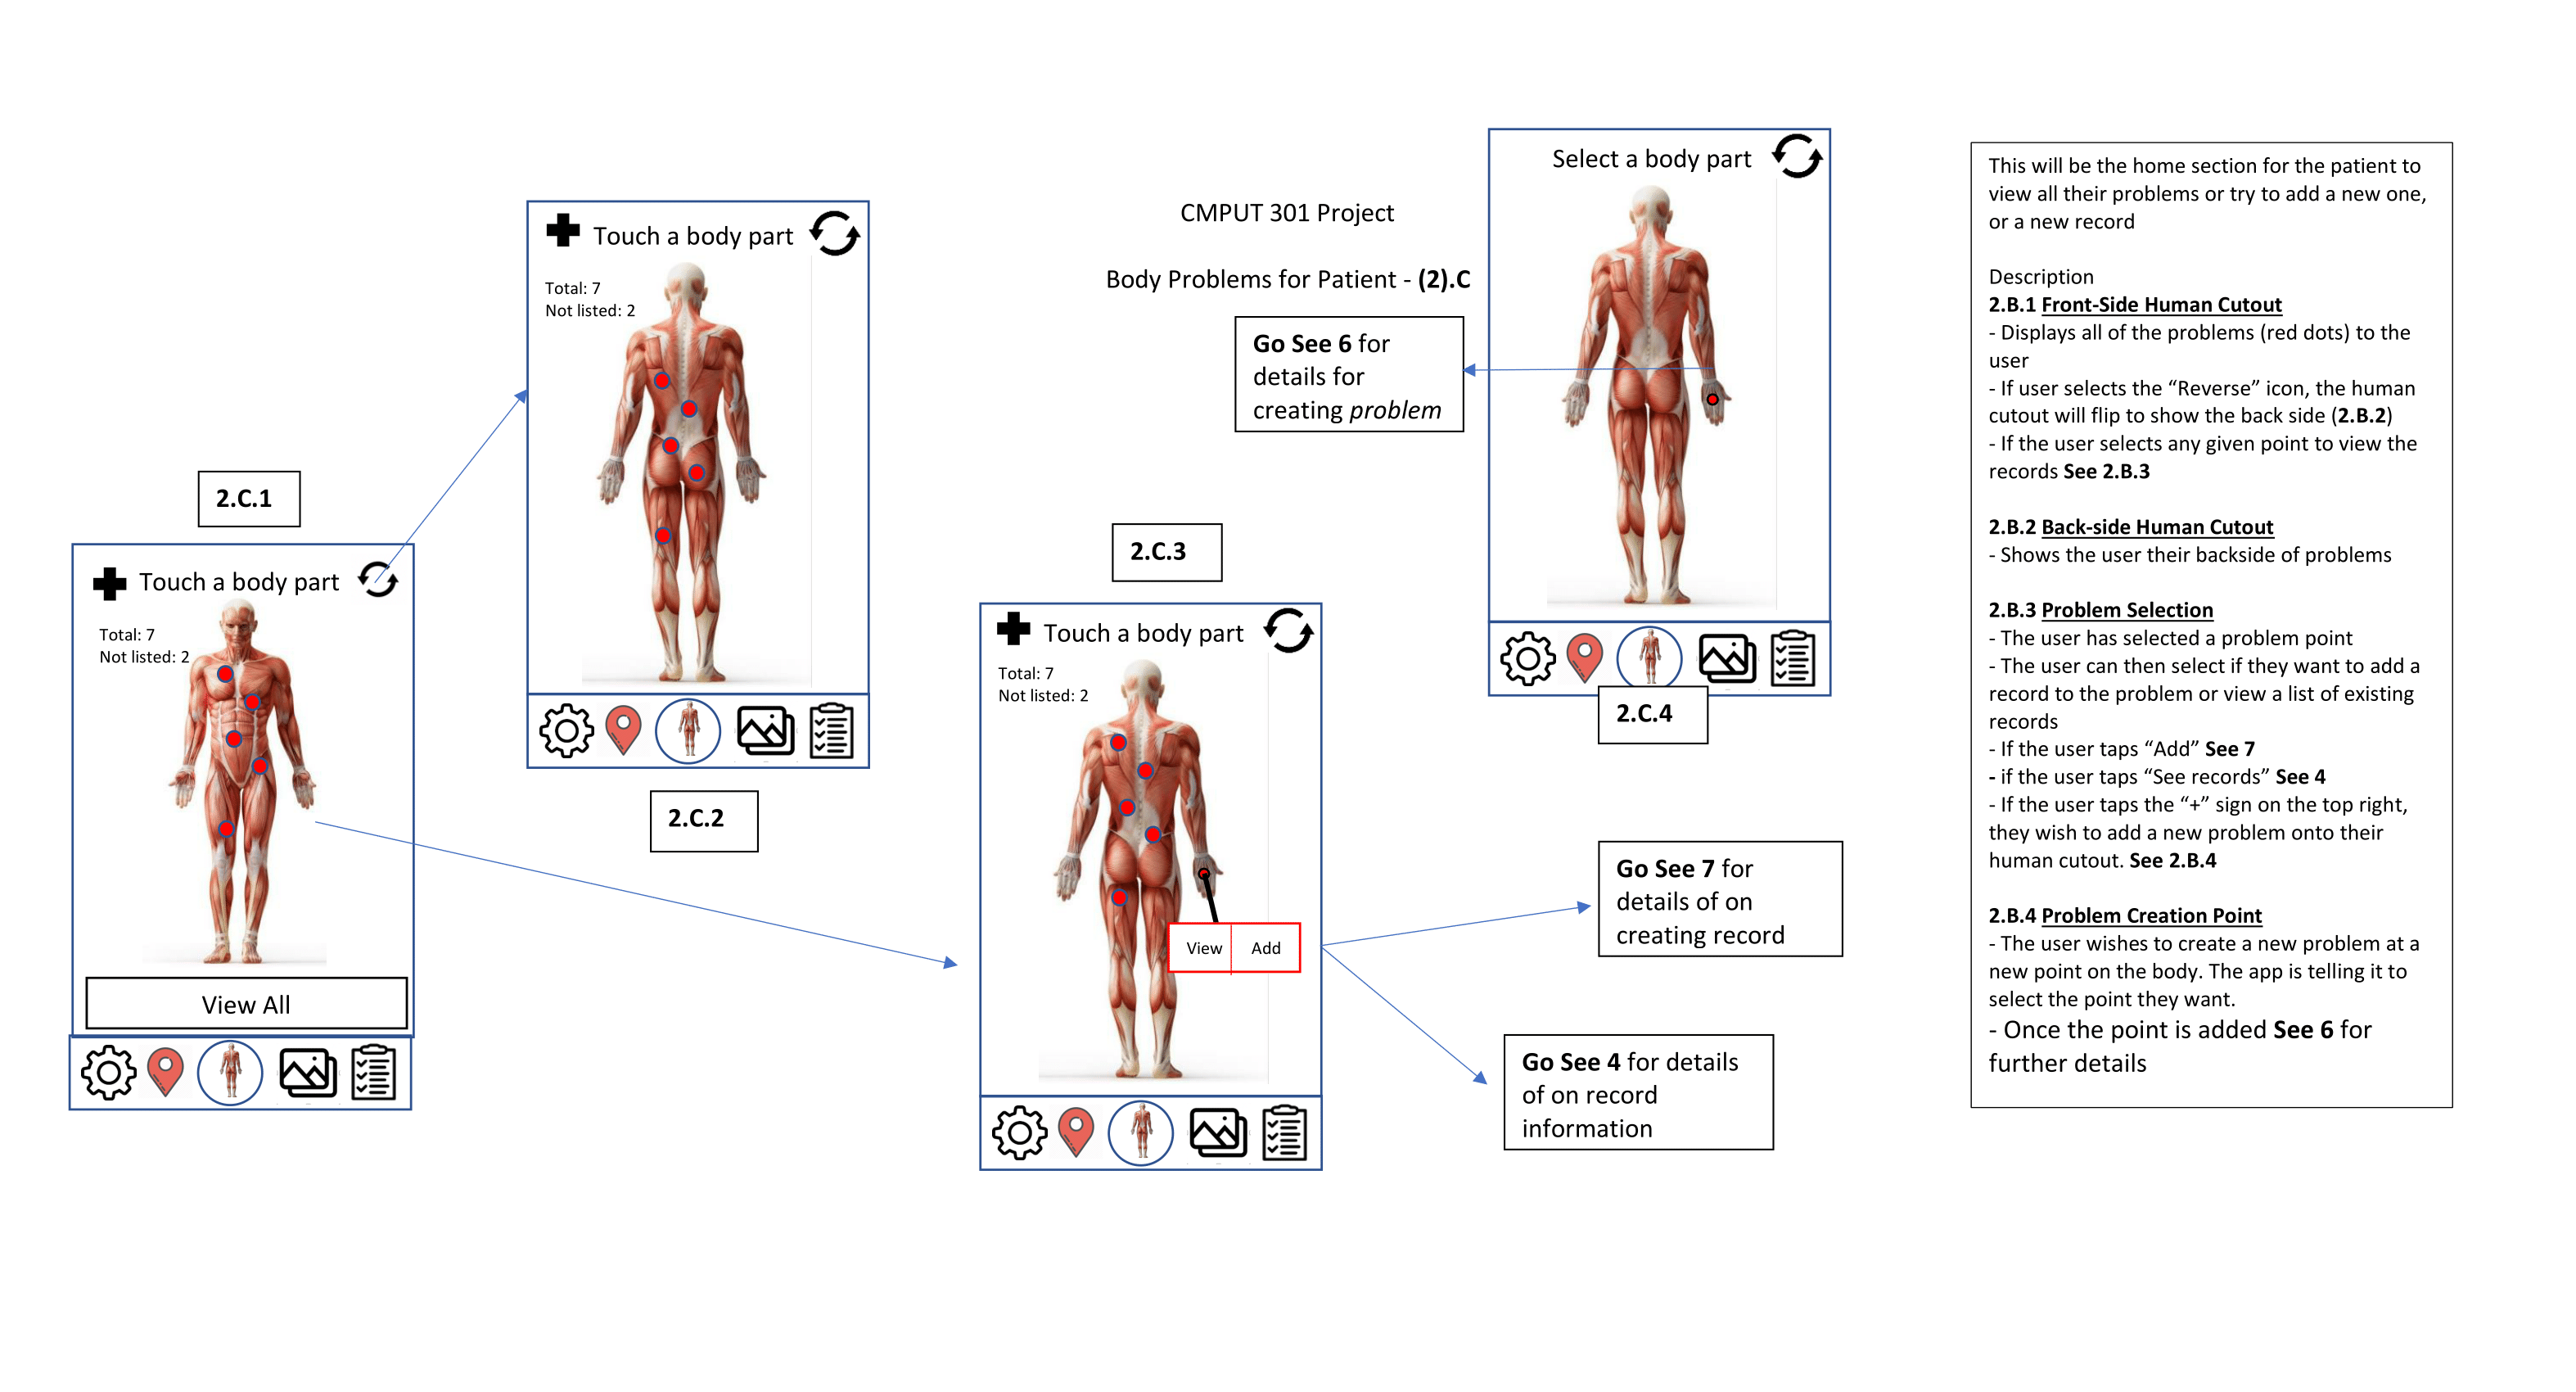 2.C.1
Touch a body part
Total: 7
Not listed: 2
View All
Touch a body part
Total: 7
Not listed: 2
2.C.2
CMPUT 301 Project
Body Problems for Patient - (2).C
Go See 6 for
details for
creating problem
2.C.3
Touch a body part
Total: 7
Not listed: 2
View
Add
Select a body part
2.C.4
Go See 7 for
details of on
creating record
Go See 4 for details
of on record
information
This will be the home section for the patient to
view all their problems or try to add a new one,
or a new record
Description
2.B.1 Front-Side Human Cutout
- Displays all of the problems (red dots) to the
user
- If user selects the “Reverse” icon, the human
cutout will flip to show the back side (2.B.2)
- If the user selects any given point to view the
records See 2.B.3
2.B.2 Back-side Human Cutout
- Shows the user their backside of problems
2.B.3 Problem Selection
- The user has selected a problem point
- The user can then select if they want to add a
record to the problem or view a list of existing
records
- If the user taps “Add” See 7
- if the user taps “See records” See 4
- If the user taps the “+” sign on the top right,
they wish to add a new problem onto their
human cutout. See 2.B.4
2.B.4 Problem Creation Point
- The user wishes to create a new problem at a
new point on the body. The app is telling it to
select the point they want.
- Once the point is added See 6 for
further details